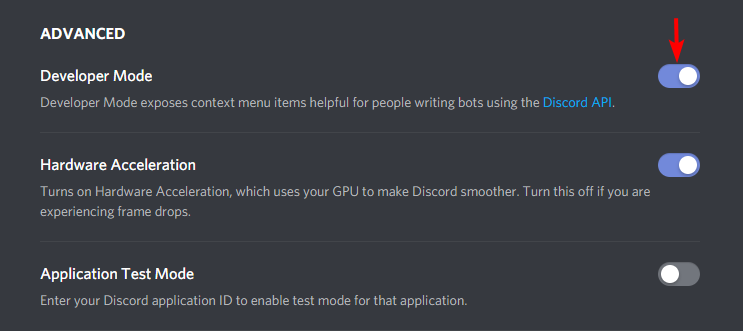 ADVANCED
Developer Mode
Developer Mode exposes context menu items helpful for people writing bots using the Discord API.
Hardware Acceleration
Turns on Hardware Acceleration, which uses your GPU to make Discord smoother. Turn this off if you are
experiencing frame drops.
Application Test Mode
Enter your Discord application ID to enable test mode for that application.